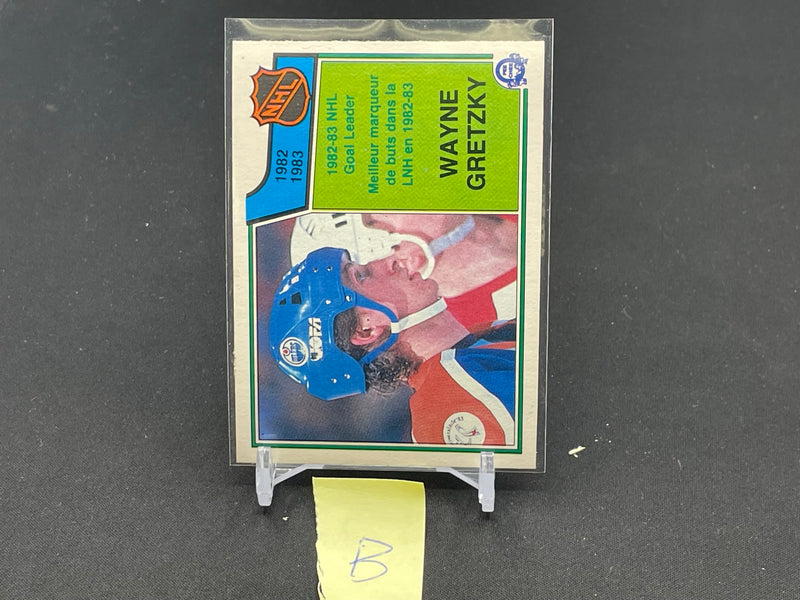 NHL
1982
1983
1982-83 NHL
Goal Leader
Meilleur marqueur
de buts dans la
LNH en 1982-83
WAYNE
GRETZKY
JOFA
B